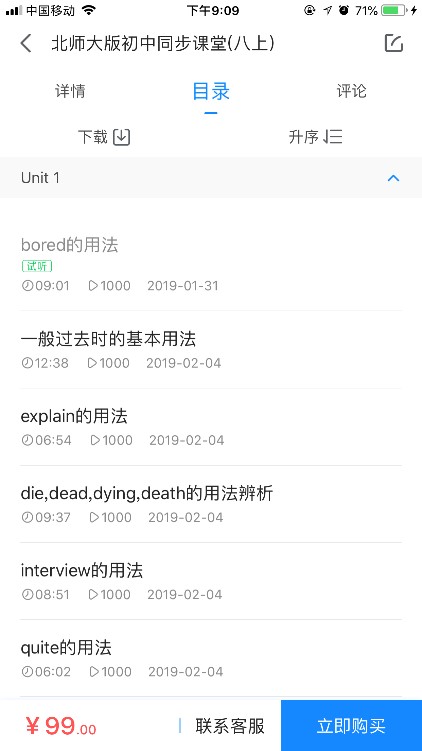 中国移动 下午9:09 71%
北师大版初中同步课堂(八上)
详情 目录 评论
下载 升序
Unit 1
bored的用法
试听
09:01 1000 2019-01-31
一般过去时的基本用法
12:38 1000 2019-02-04
explain的用法
06:54 1000 2019-02-04
die,dead,dying,death的用法辨析
09:37 1000 2019-02-04
interview的用法
08:51 1000 2019-02-04
quite的用法
06:02 1000 2019-02-04
¥99.00 联系客服 立即购买